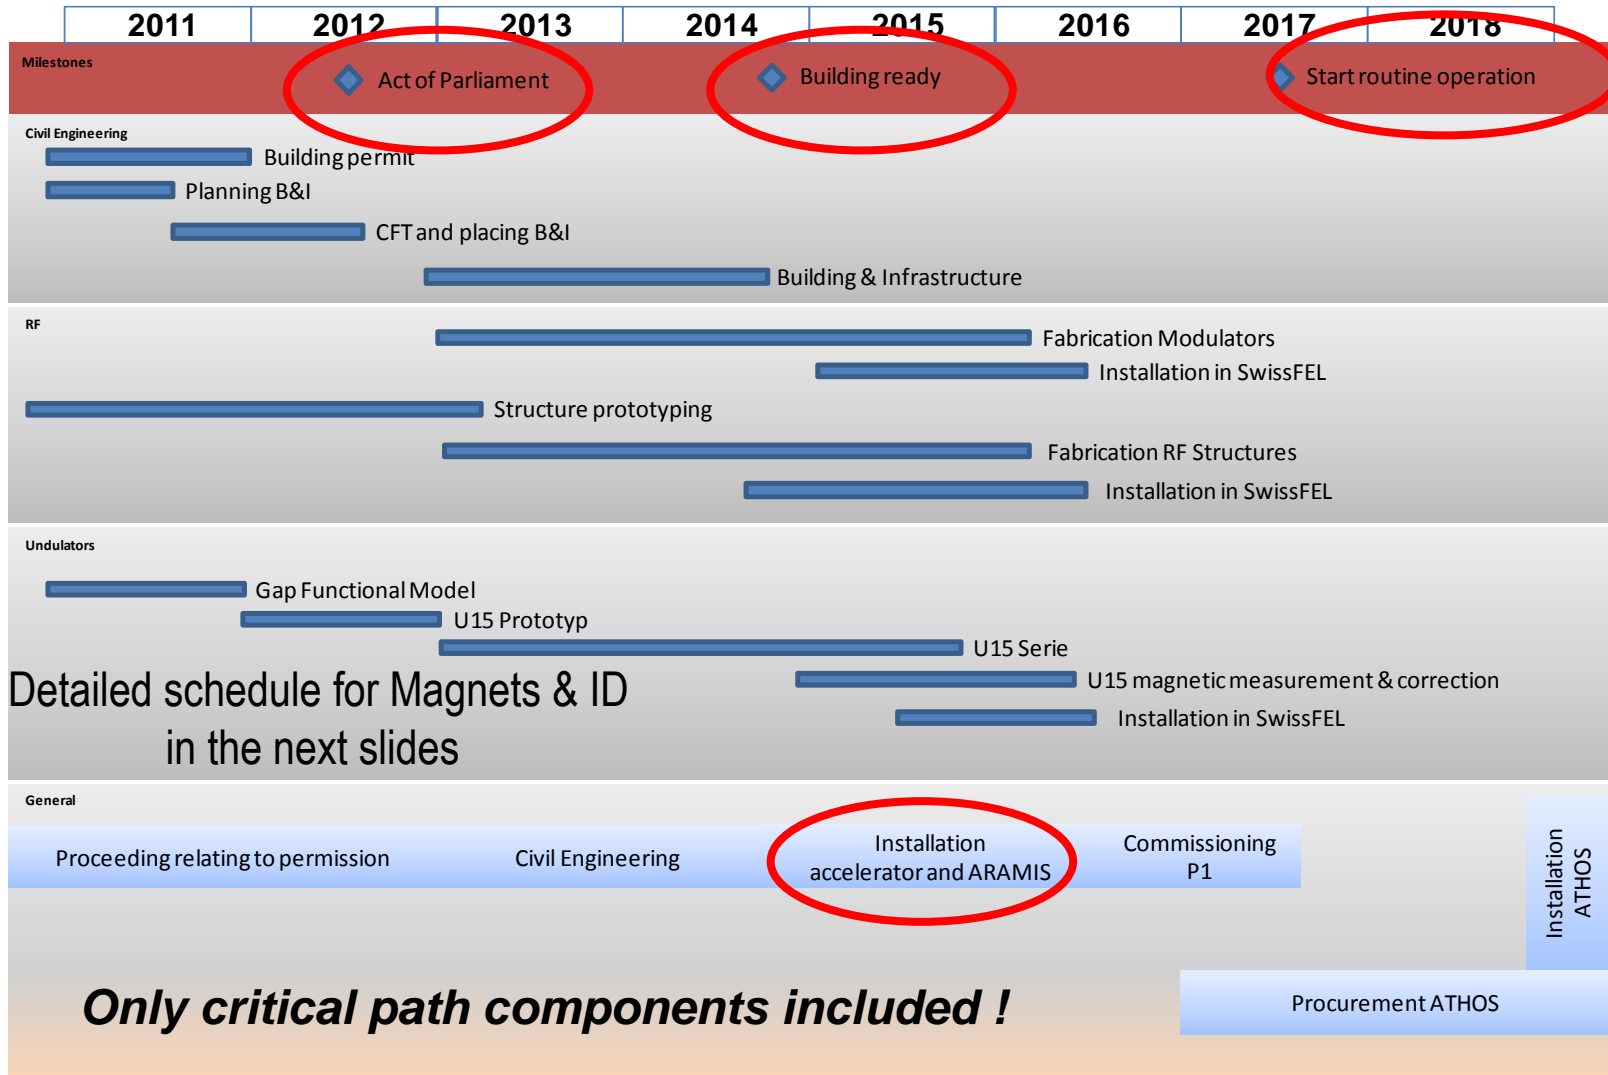 2011 2012 2013 2014 2015 2016 2017 2018
Milestones
Act of Parliament
Building ready
Start routine operation
Civil Engineering
Building permit
Planning B&I
CFT and placing B&I
Building & Infrastructure
RF
Fabrication Modulators
Installation in SwissFEL
Structure prototyping
Fabrication RF Structures
Installation in SwissFEL
Undulators
Gap Functional Model
U15 Prototyp
U15 Serie
U15 magnetic measurement & correction
Installation in SwissFEL
Detailed schedule for Magnets & ID
in the next slides
General
Proceeding relating to permission
Civil Engineering
Installation
accelerator and ARAMIS
Commissioning
P1
Installation
ATHOS
Procurement ATHOS
Only critical path components included !